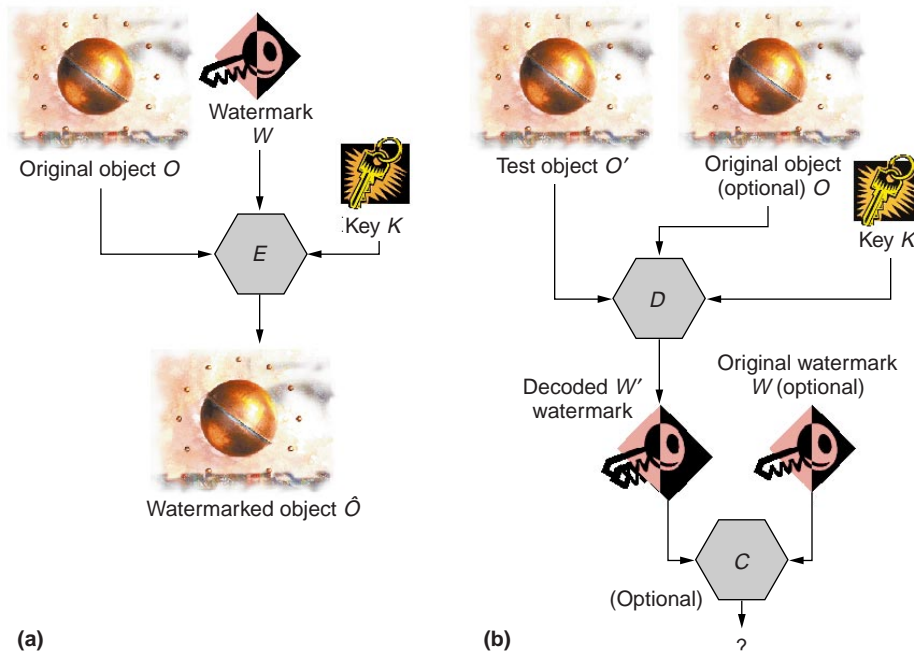 Watermark
W
Original object O
Key K
E
Watermarked object Ô
(a)
Test object O′
Original object
(optional) O
Key K
D
Decoded W′
watermark
Original watermark
W (optional)
C
(Optional)
?
(b)